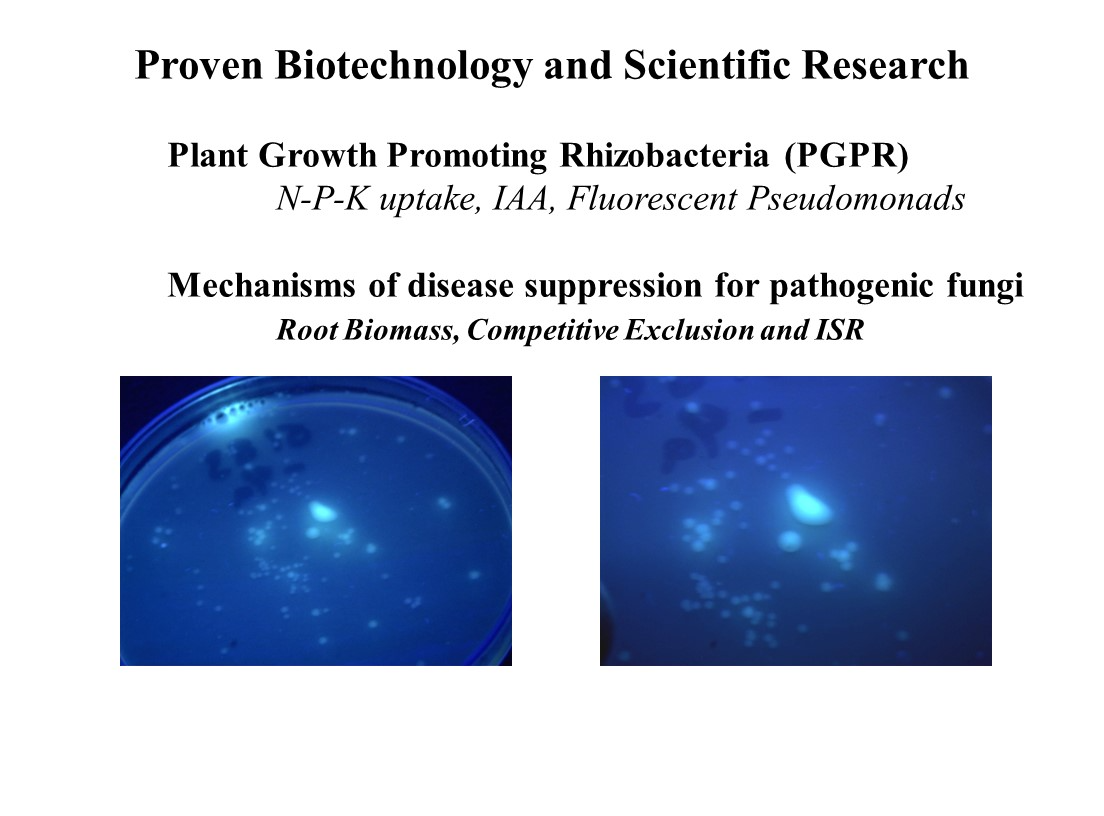 Proven Biotechnology and Scientific Research
Plant Growth Promoting Rhizobacteria (PGPR)
N-P-K uptake, IAA, Fluorescent Pseudomonads
Mechanisms of disease suppression for pathogenic fungi
Root Biomass, Competitive Exclusion and ISR